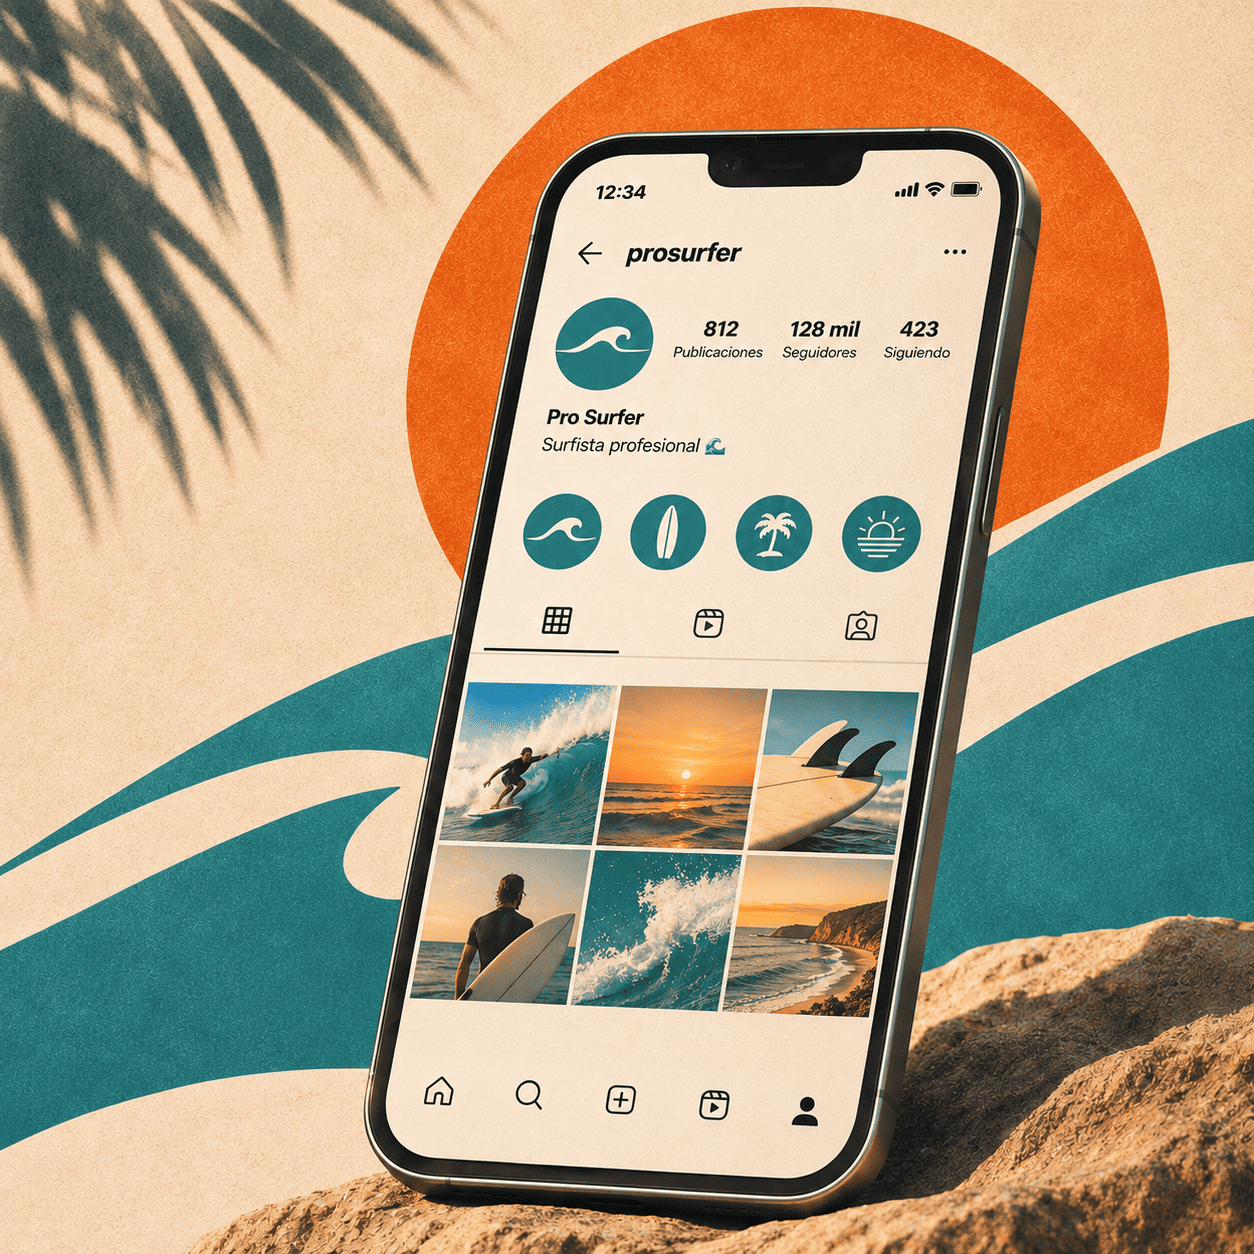 12:34
prosurfer
812 128 mil 423
Publicaciones Seguidores Siguiendo
Pro Surfer
Surfista profesional 🌊